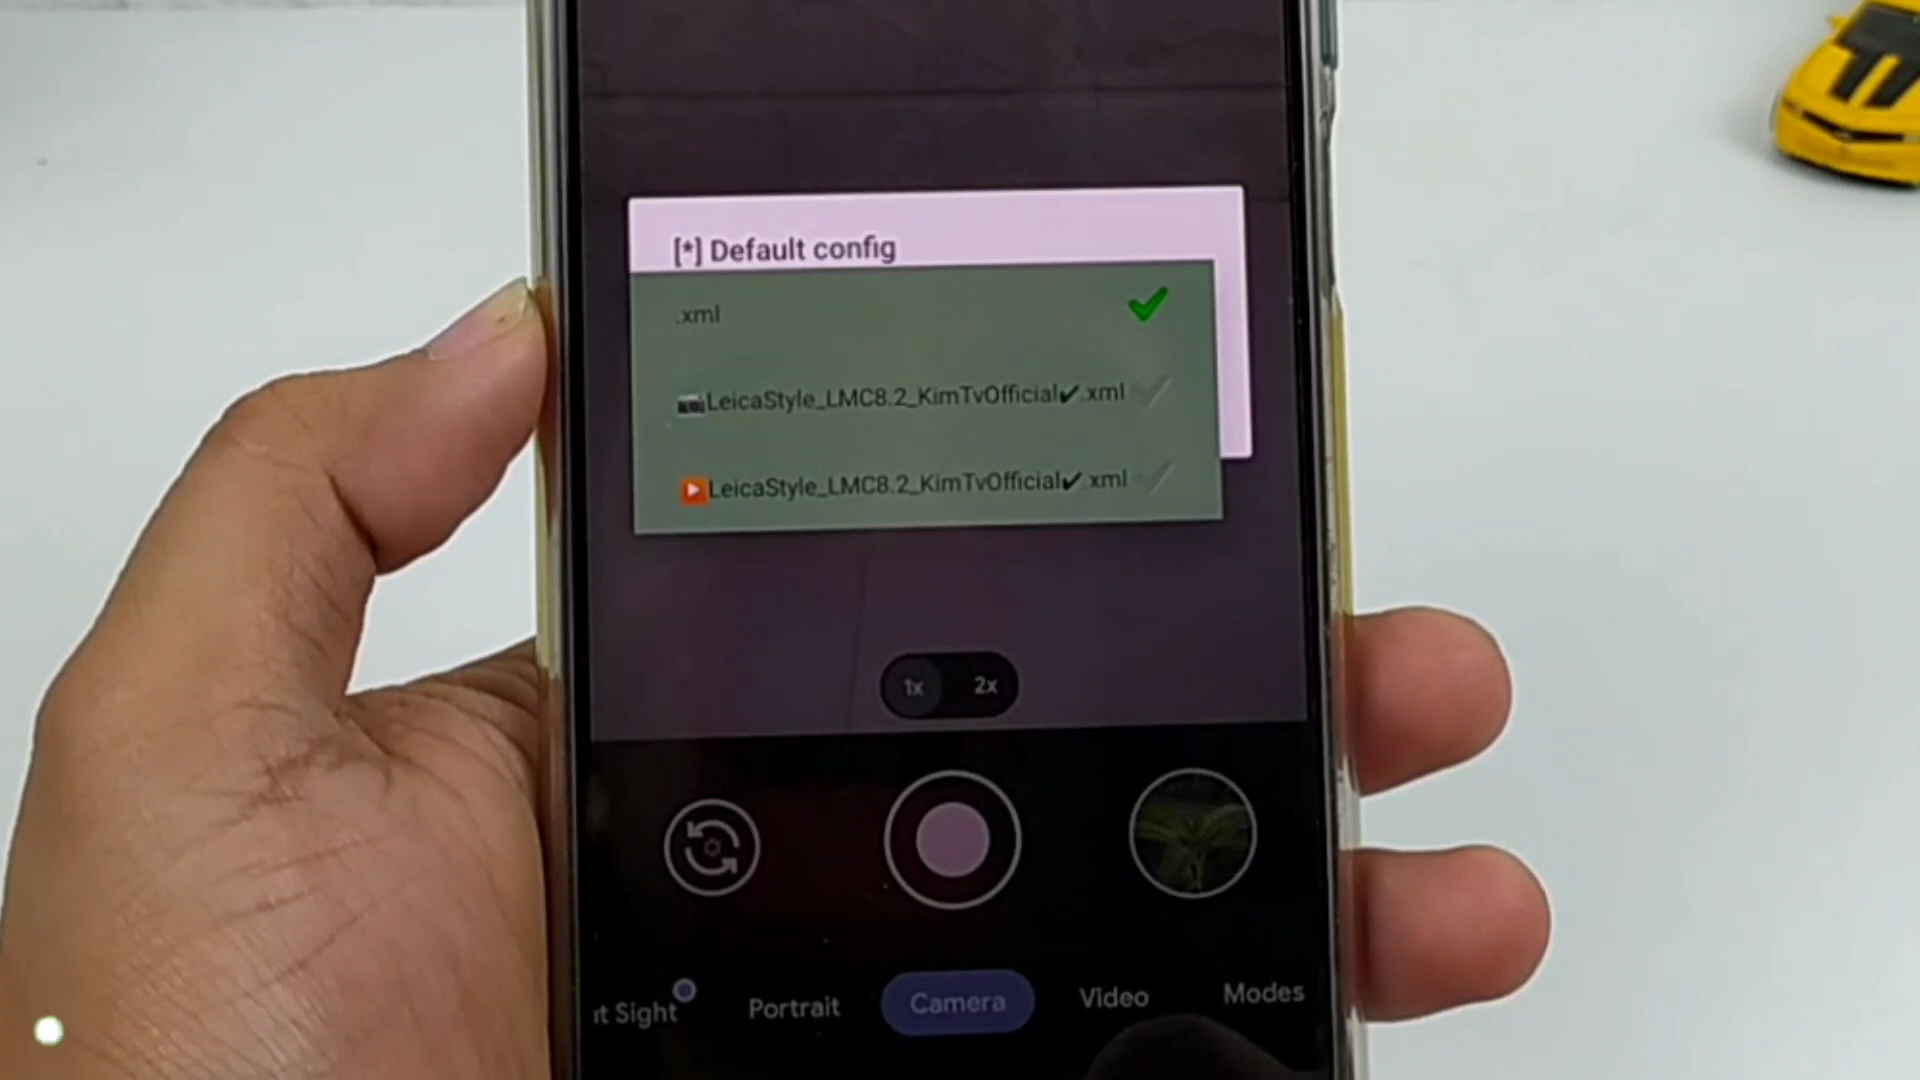 [*] Default config
.xml
📷LeicaStyle_LMC8.2_KimTvOfficial✔.xml
▶LeicaStyle_LMC8.2_KimTvOfficial✔.xml
1x 2x
t Sight Portrait Camera Video Modes